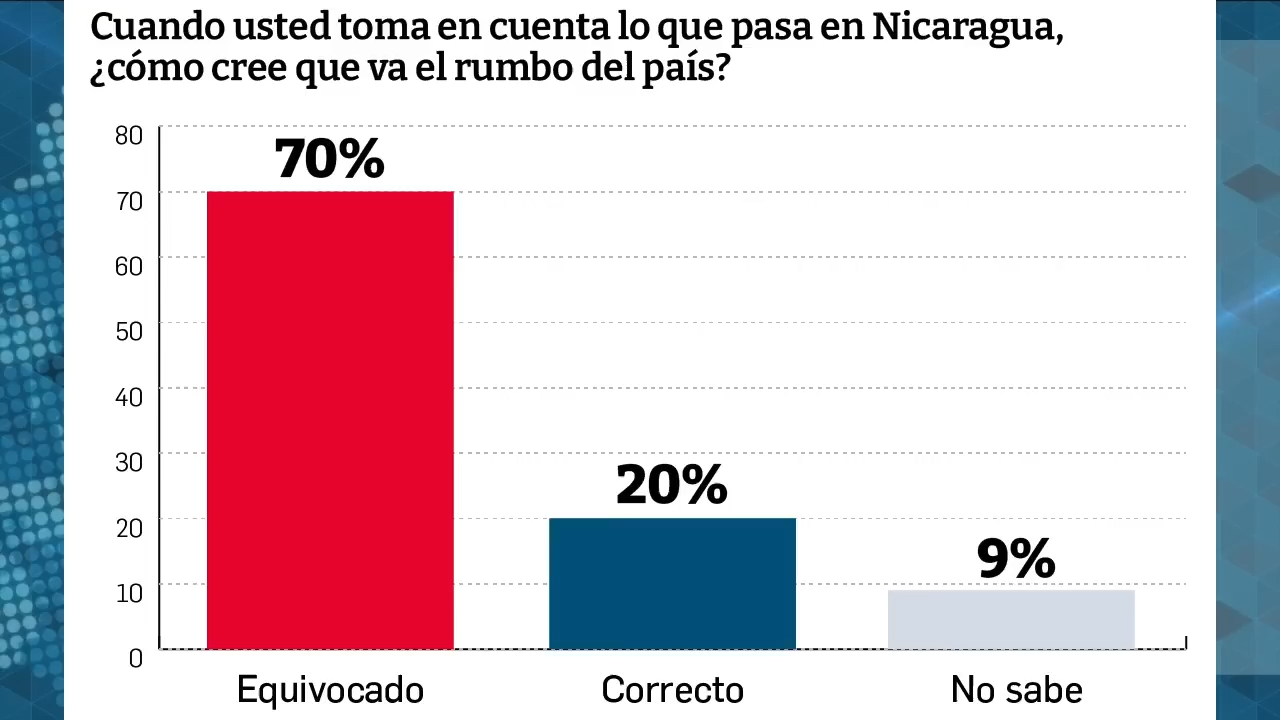 Cuando usted toma en cuenta lo que pasa en Nicaragua,
¿cómo cree que va el rumbo del país?
80
70
60
50
40
30
20
10
0
70%
20%
9%
Equivocado
Correcto
No sabe